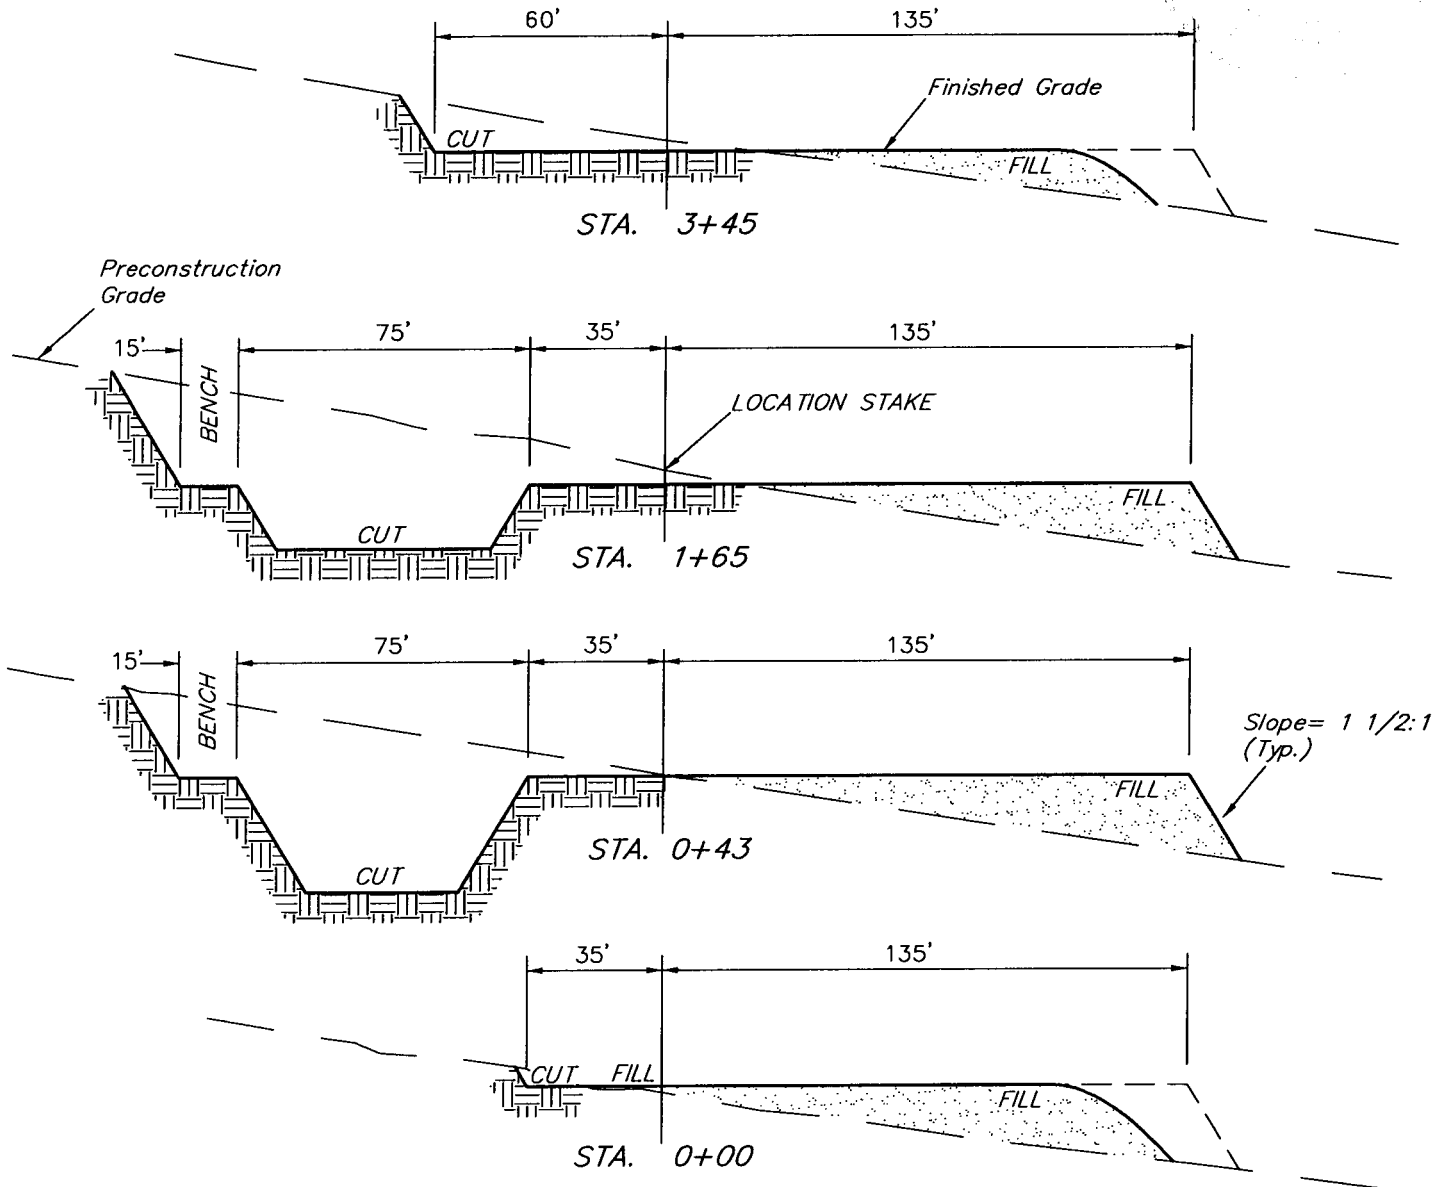 60' 135'
Finished Grade
CUT
FILL
STA. 3+45
Preconstruction
Grade
15' 75' 35' 135'
BENCH
LOCATION STAKE
FILL
CUT
STA. 1+65
15' 75' 35' 135'
BENCH
Slope= 1 1/2:1
(Typ.)
FILL
STA. 0+43
CUT
35' 135'
CUT FILL
FILL
STA. 0+00